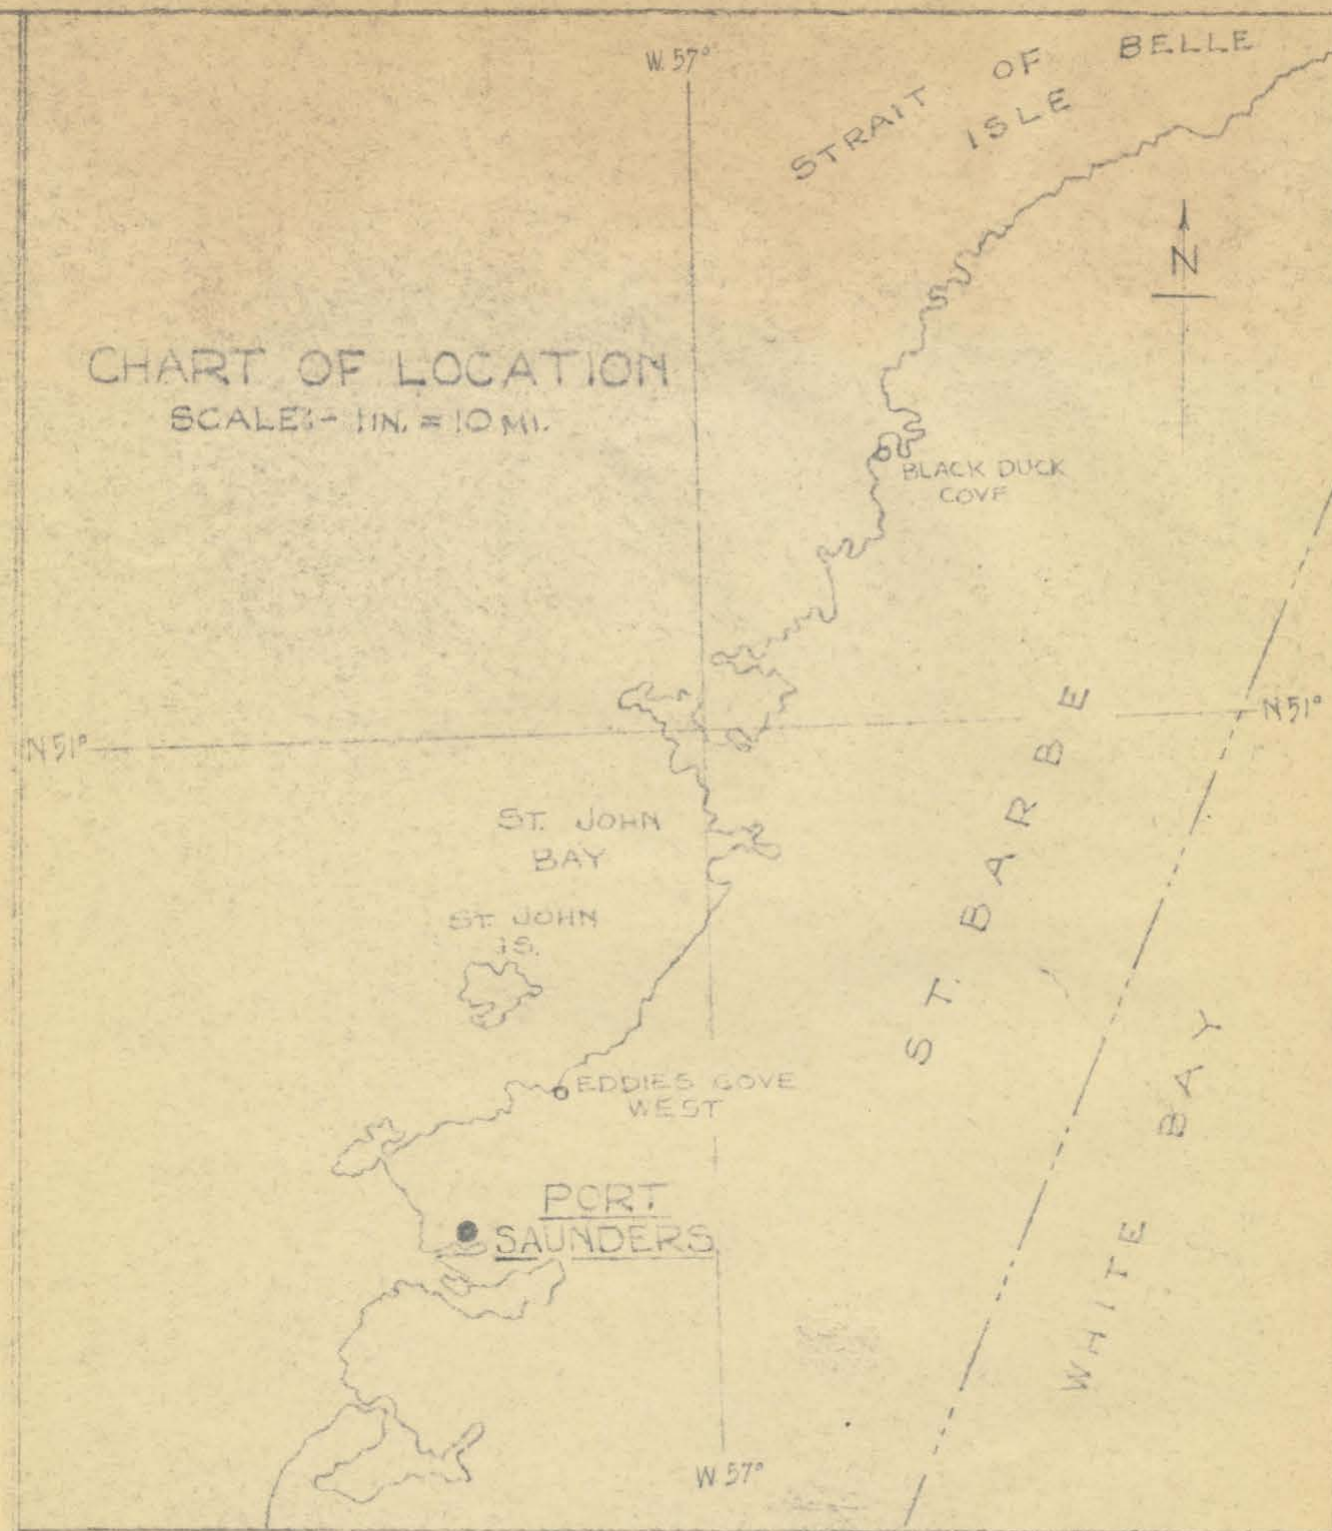 W. 57°
STRAIT OF BELLE
ISLE
N
CHART OF LOCATION
SCALE:- 1 IN. = 10 MI.
BLACK DUCK
COVE
N 51°
N 51°
ST. BARBE
ST. JOHN
BAY
ST. JOHN
IS.
EDDIES COVE
WEST
WHITE BAY
PORT
SAUNDERS
W 57°